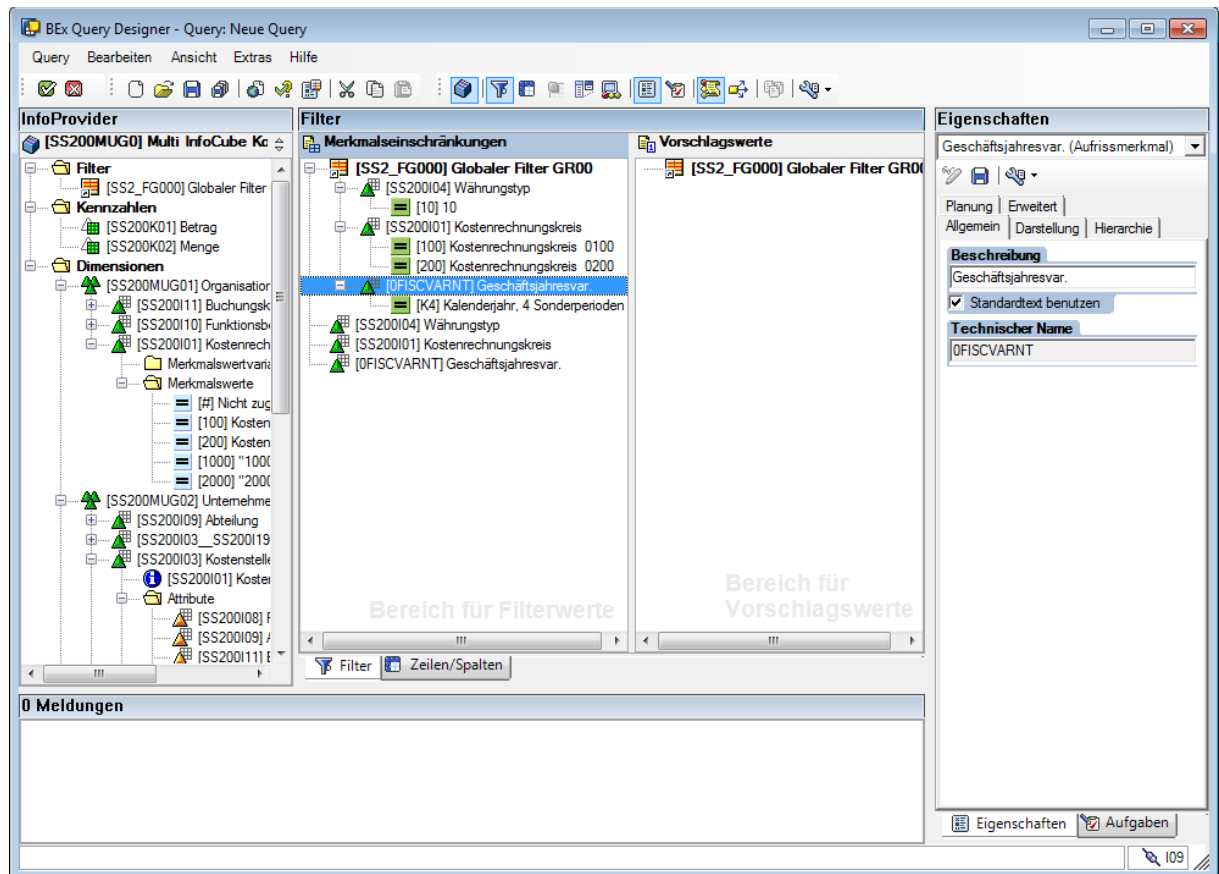 BEx Query Designer - Query: Neue Query
Query Bearbeiten Ansicht Extras Hilfe
InfoProvider
[SS200MUG0] Multi InfoCube Ko
Filter
[SS2_FG000] Globaler Filter
Kennzahlen
[SS200K01] Betrag
[SS200K02] Menge
Dimensionen
[SS200MUG01] Organisation
[SS200I11] Buchungsk
[SS200I10] Funktionsb
[SS200I01] Kostenrech
Merkmalswertvaria
Merkmalswerte
[#] Nicht zug
[100] Kosten
[200] Kosten
[1000] "1000
[2000] "2000
[SS200MUG02] Unternehme
[SS200I09] Abteilung
[SS200I03__SS200I19
[SS200I03] Kostenstelle
[SS200I01] Kosten
Attribute
[SS200I08]
[SS200I09]
[SS200I11]
Filter
Merkmalseinschränkungen
[SS2_FG000] Globaler Filter GR00
[SS200I04] Währungstyp
[10] 10
[SS200I01] Kostenrechnungskreis
[100] Kostenrechnungskreis 0100
[200] Kostenrechnungskreis 0200
[0FISCVARNT] Geschäftsjahresvar.
[K4] Kalenderjahr, 4 Sonderperioden
[SS200I04] Währungstyp
[SS200I01] Kostenrechnungskreis
[0FISCVARNT] Geschäftsjahresvar.
Bereich für Filterwerte
Vorschlagswerte
[SS2_FG000] Globaler Filter GR0
Bereich für
Vorschlagswerte
Filter Zeilen/Spalten
Eigenschaften
Geschäftsjahresvar. (Aufrissmerkmal)
Planung Erweitert
Allgemein Darstellung Hierarchie
Beschreibung
Geschäftsjahresvar.
Standardtext benutzen
Technischer Name
0FISCVARNT
Eigenschaften Aufgaben
0 Meldungen
I09